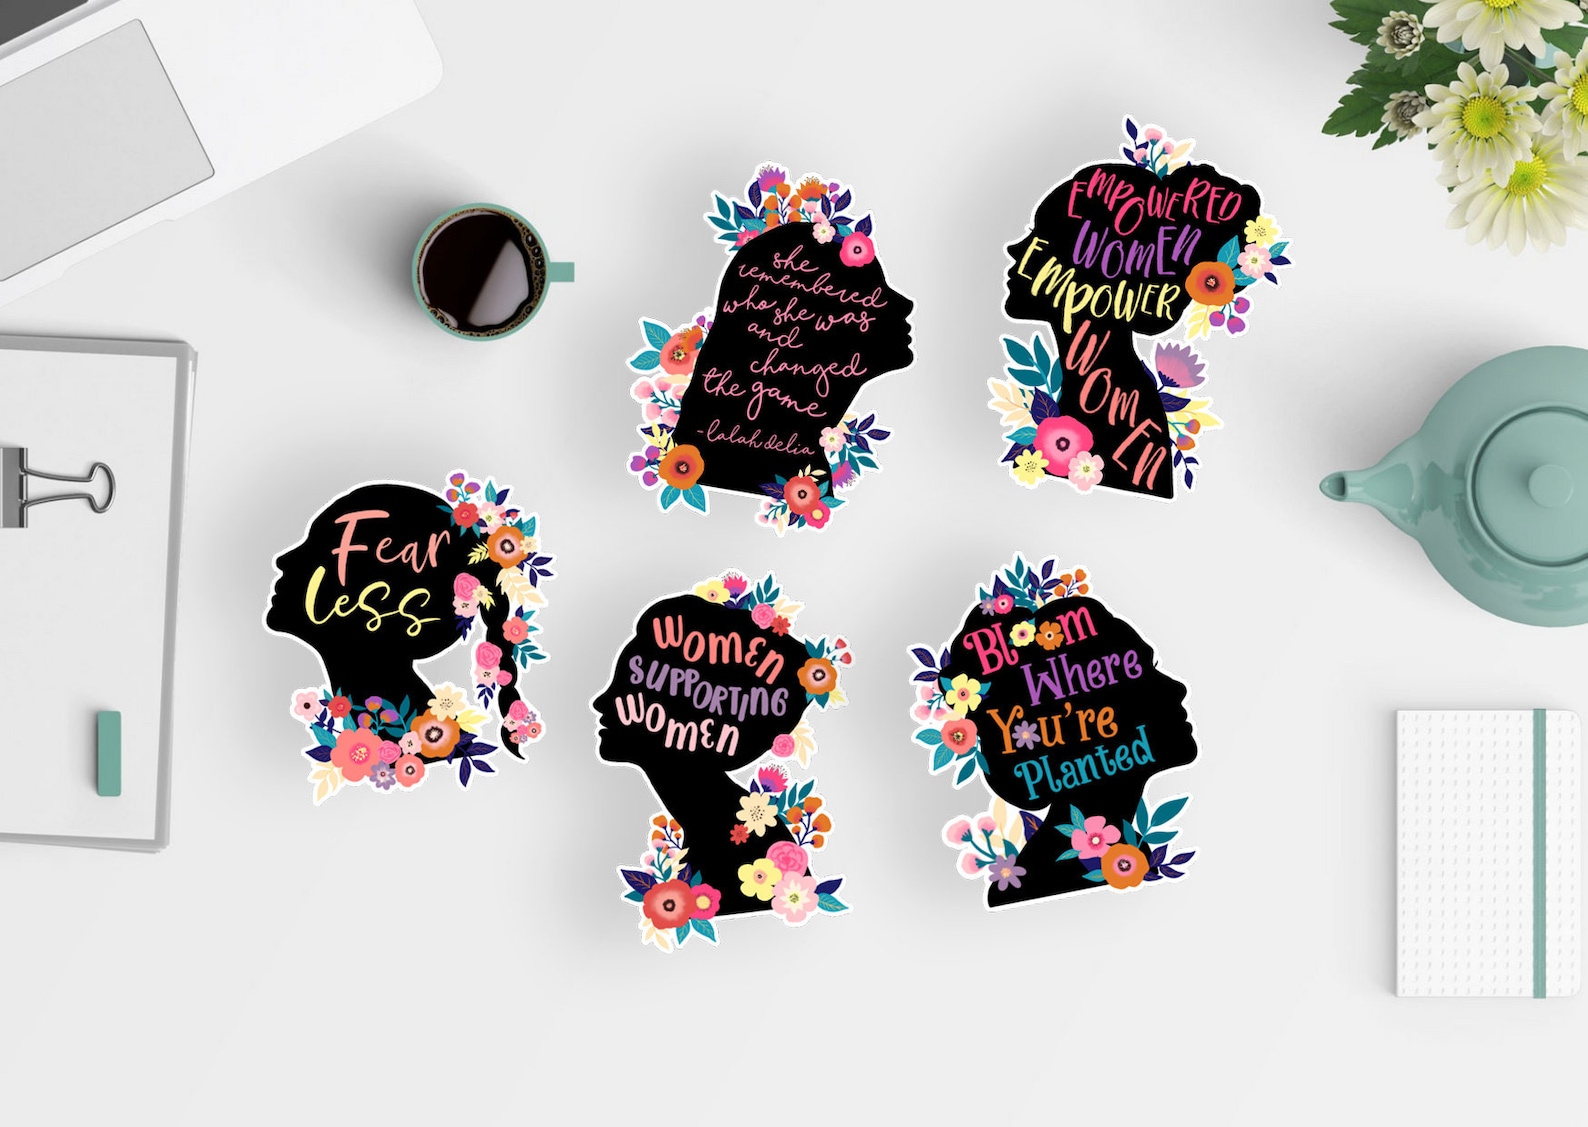 she
remembered
who she was
and
changed
the game
-lalah delia
EMPOWERED
WOMEN
EMPOWER
WOMEN
Fear
less
WOMEN
SUPPORTING
WOMEN
Bloom
Where
You're
Planted